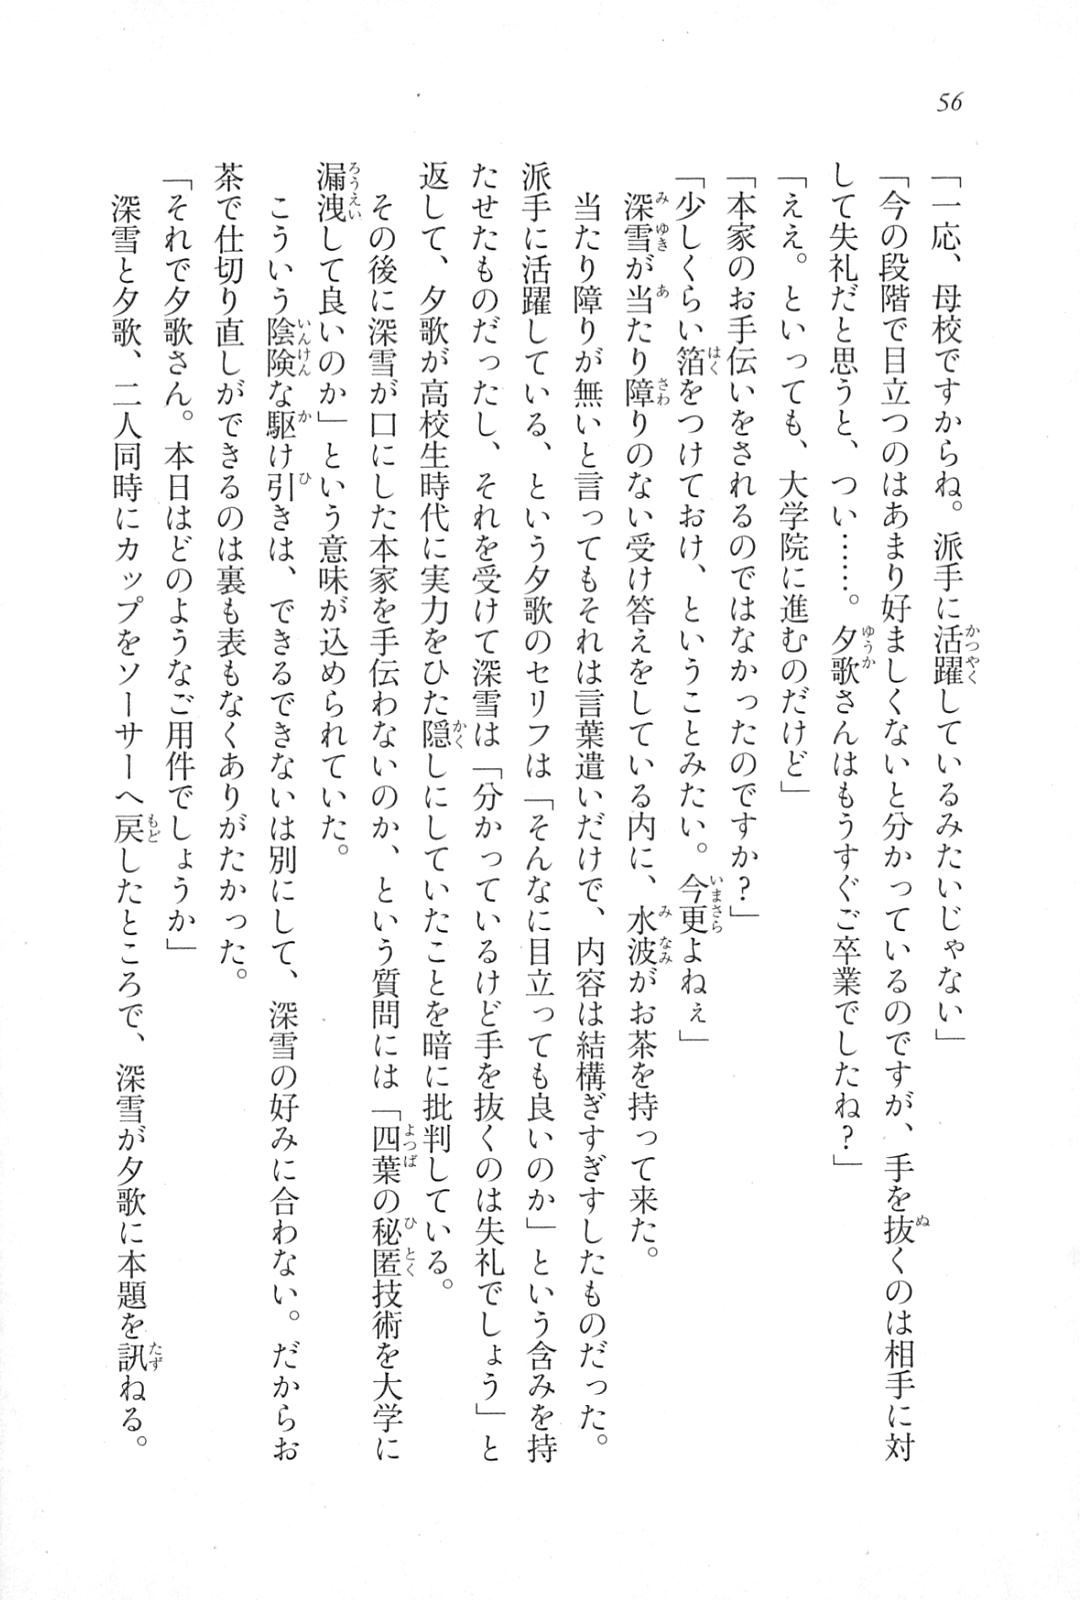 56
「一応、母校ですからね。派手に活躍しているみたいじゃない」
「今の段階で目立つのはあまり好ましくないと分かっているのですが、手を抜くのは相手に対
して失礼だと思うと、つい……。夕歌さんはもうすぐご卒業でしたね?」
「ええ。といっても、大学院に進むのだけど」
「本家のお手伝いをされるのではなかったのですか?」
「少しくらい箔をつけておけ、ということみたい。今更よねぇ」
深雪が当たり障りのない受け答えをしている内に、水波がお茶を持って来た。
当たり障りが無いと言ってもそれは言葉遣いだけで、内容は結構ぎすぎすしたものだった。
派手に活躍している、という夕歌のセリフは「そんなに目立っても良いのか」という含みを持
たせたものだったし、それを受けて深雪は「分かっているけど手を抜くのは失礼でしょう」と
返して、夕歌が高校生時代に実力をひた隠しにしていたことを暗に批判している。
その後に深雪が口にした本家を手伝わないのか、という質問には「四葉の秘匿技術を大学に
漏洩して良いのか」という意味が込められていた。
こういう陰険な駆け引きは、できるできないは別にして、深雪の好みに合わない。だからお
茶で仕切り直しができるのは裏も表もなくありがたかった。
「それで夕歌さん。本日はどのようなご用件でしょうか」
深雪と夕歌、二人同時にカップをソーサーへ戻したところで、深雪が夕歌に本題を訊ねる。